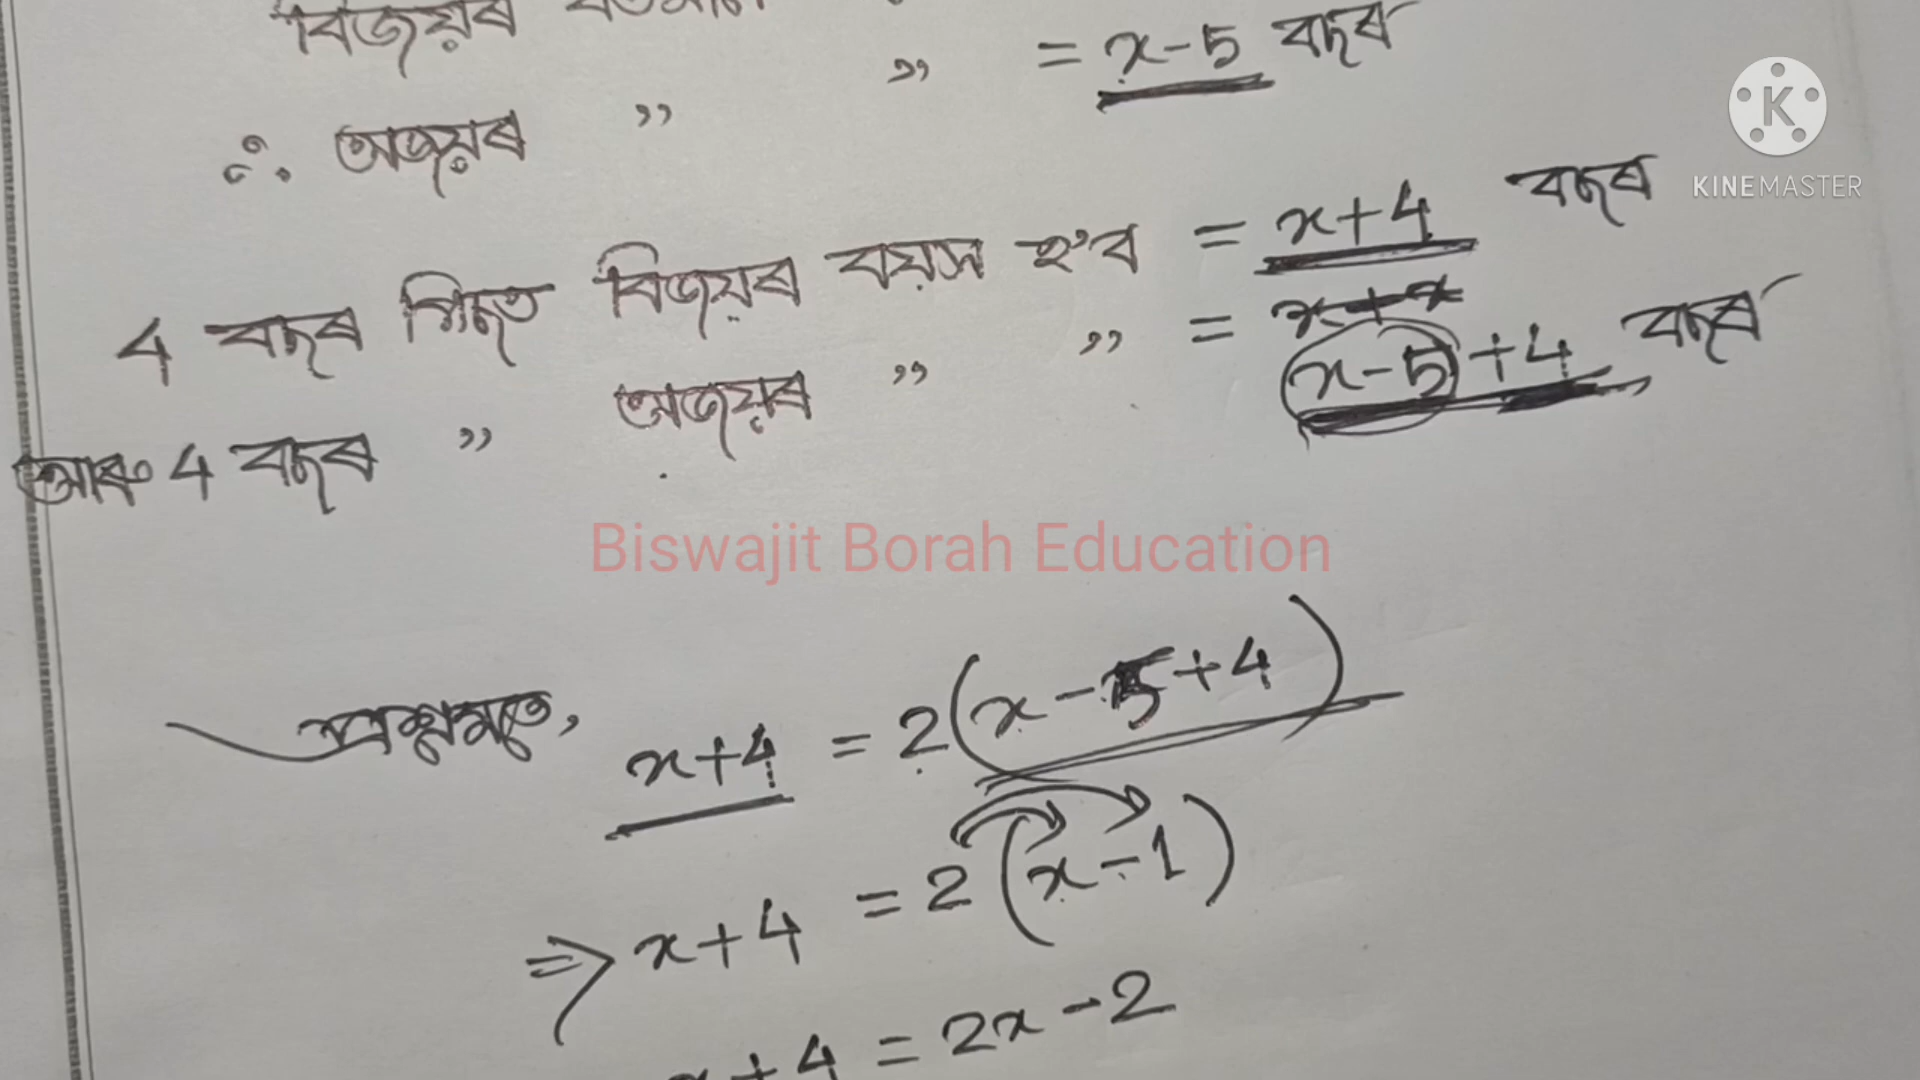 বিজয়ৰ
∴ অজয়ৰ " " = x-5 বছৰ
4 বছৰ পিছত বিজয়ৰ বয়স হ'ব = x+4 বছৰ
আৰু 4 বছৰ " অজয়ৰ " " = (x-5)+4 বছৰ
Biswajit Borah Education
প্ৰশ্নমতে, x+4 = 2(x-5+4)
⇒ x+4 = 2(x-1)
x+4 = 2x-2
K
KINEMASTER